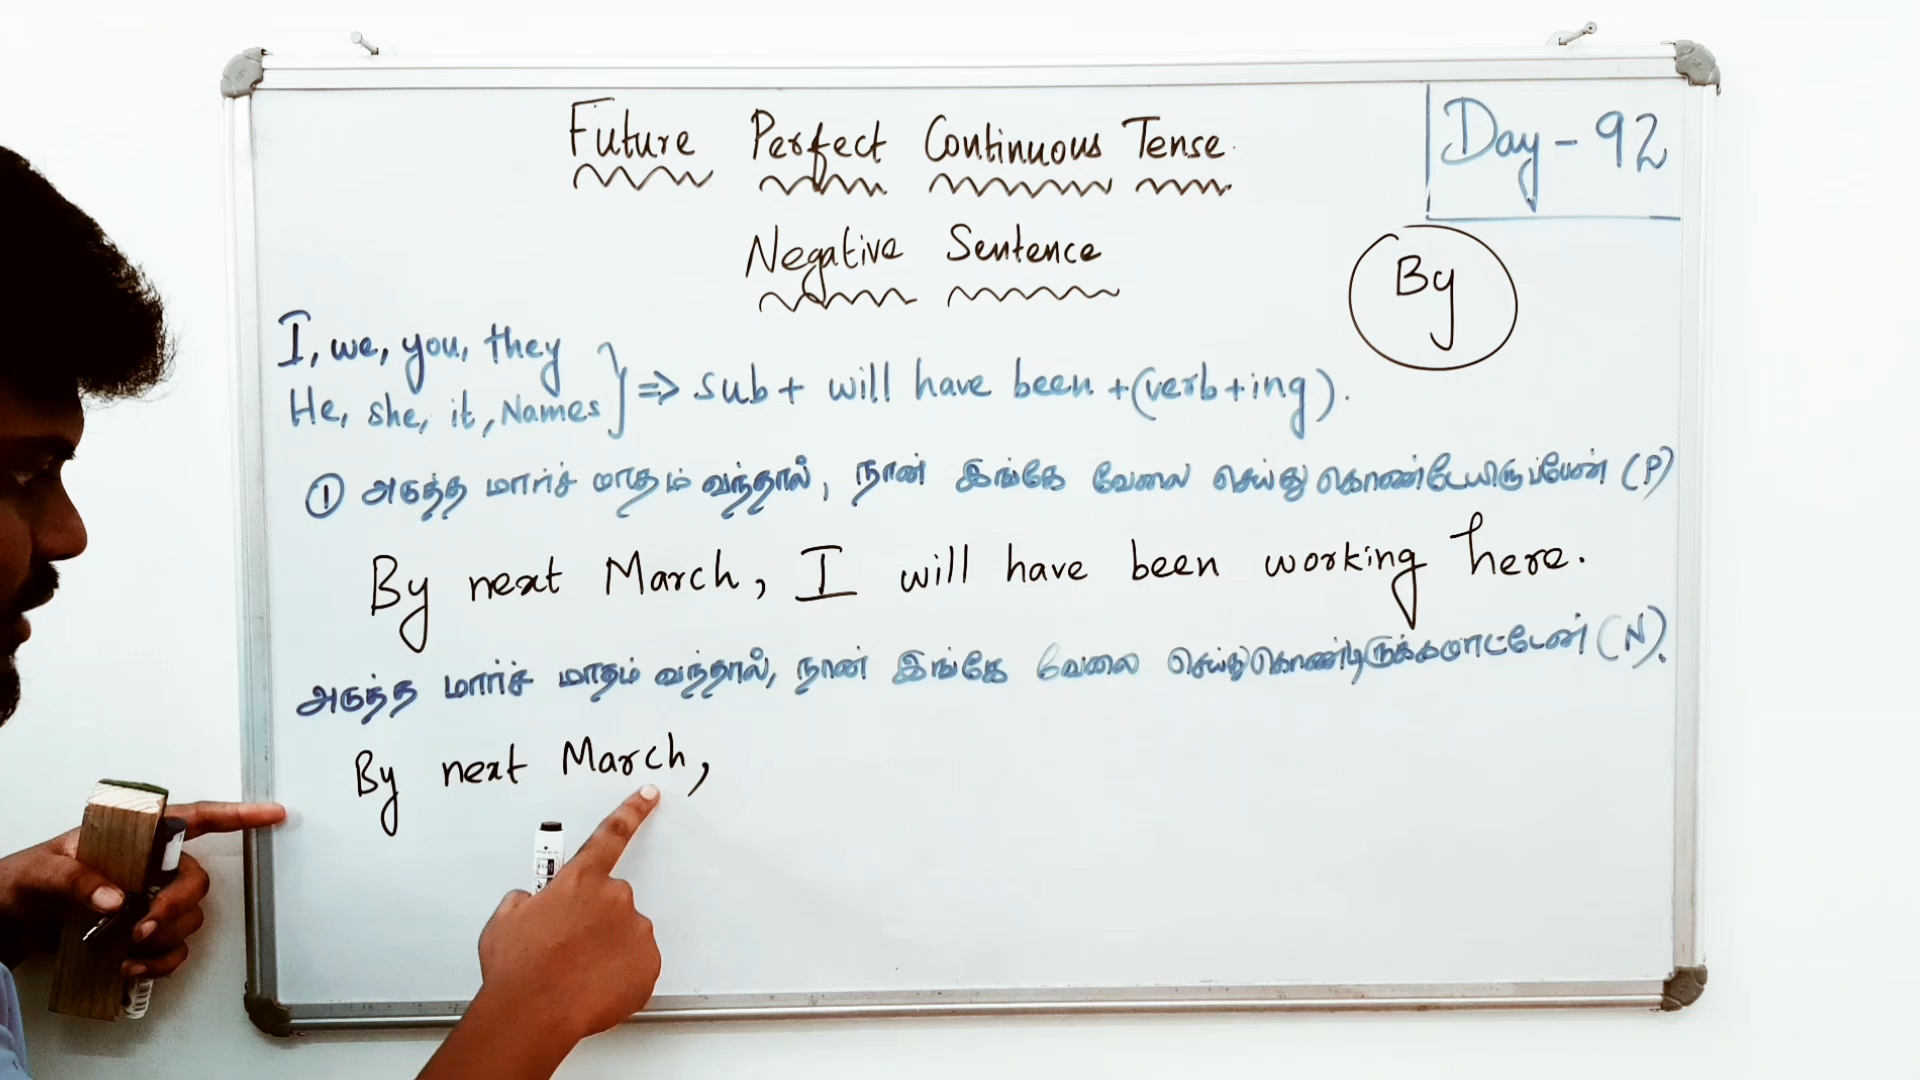 Future Perfect Continuous Tense.
Day - 92
Negative Sentence
By
I, we, you, they
He, she, it, Names } => sub + will have been + (verb+ing).
① அடுத்த மார்ச் மாதம் வந்தால், நான் இங்கே வேலை செய்து கொண்டேயிருப்பேன் (P)
By next March, I will have been working here.
அடுத்த மார்ச் மாதம் வந்தால், நான் இங்கே வேலை செய்துகொண்டிருக்கமாட்டேன் (N).
By next March,